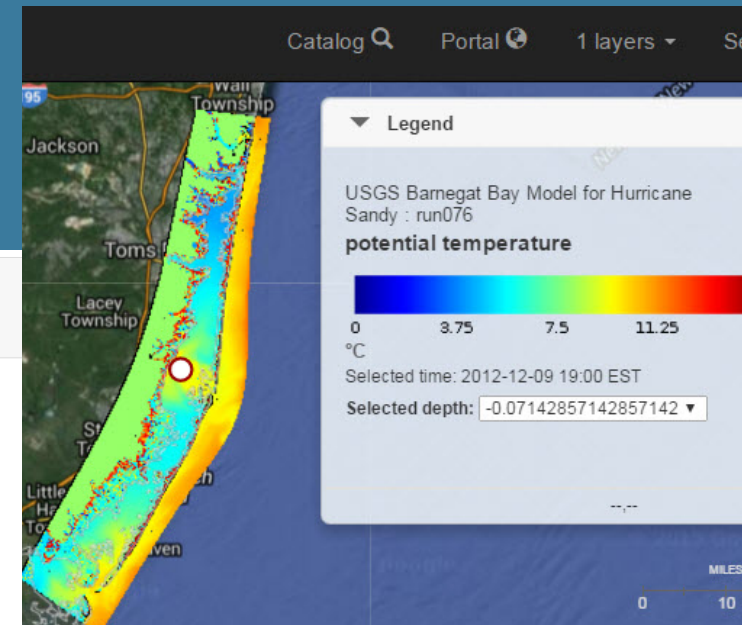 Catalog Portal 1 layers
Wall
Township
95
Jackson
Legend
USGS Barnegat Bay Model for Hurricane
Sandy : run076
potential temperature
Toms
Lacey
Township
0 3.75 7.5 11.25
°C
Selected time: 2012-12-09 19:00 EST
Selected depth: -0.07142857142857142
Little
--,--
MILES
0 10